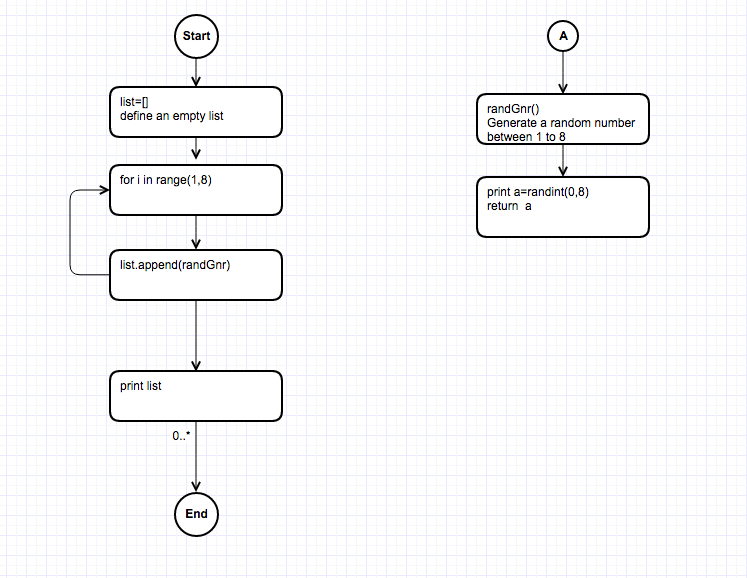 Start
list=[]
define an empty list
for i in range(1,8)
list.append(randGnr)
print list
0..*
End
A
randGnr()
Generate a random number
between 1 to 8
print a=randint(0,8)
return  a